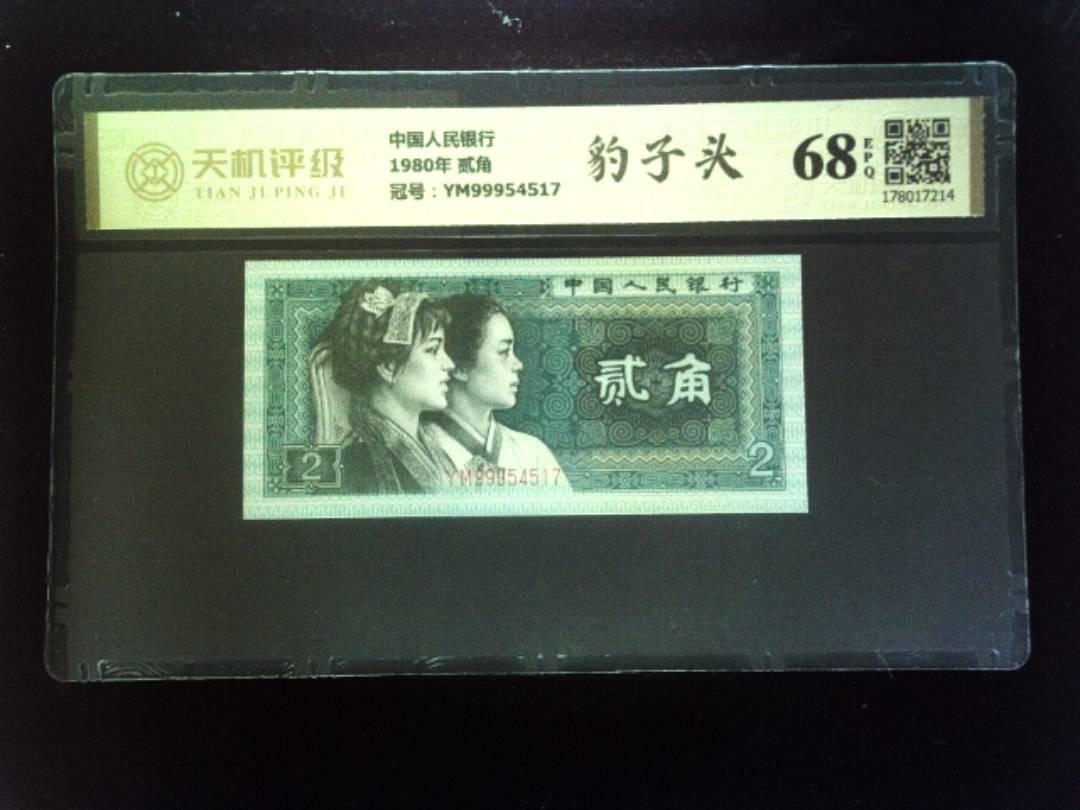 天机评级
TIAN JI PING JI
中国人民银行
1980年 贰角
冠号：YM99954517
豹子头
68
EPQ
178017214
中国人民银行
贰角
2
2
YM99954517